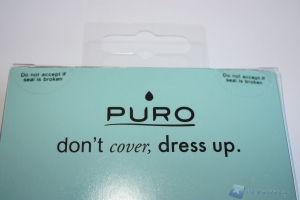 Do not accept if
seal is broken
Do not accept if
seal is broken
PURO
don't cover, dress up.